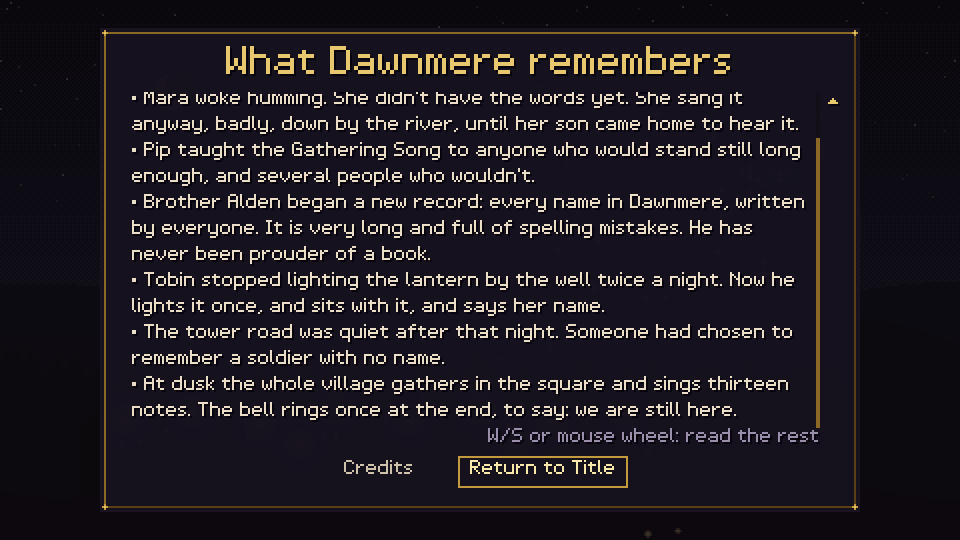 What Dawnmere remembers
• Mara woke humming. She didn't have the words yet. She sang it
anyway, badly, down by the river, until her son came home to hear it.
• Pip taught the Gathering Song to anyone who would stand still long
enough, and several people who wouldn't.
• Brother Alden began a new record: every name in Dawnmere, written
by everyone. It is very long and full of spelling mistakes. He has
never been prouder of a book.
• Tobin stopped lighting the lantern by the well twice a night. Now he
lights it once, and sits with it, and says her name.
• The tower road was quiet after that night. Someone had chosen to
remember a soldier with no name.
• At dusk the whole village gathers in the square and sings thirteen
notes. The bell rings once at the end, to say: we are still here.
W/S or mouse wheel: read the rest
Credits
Return to Title